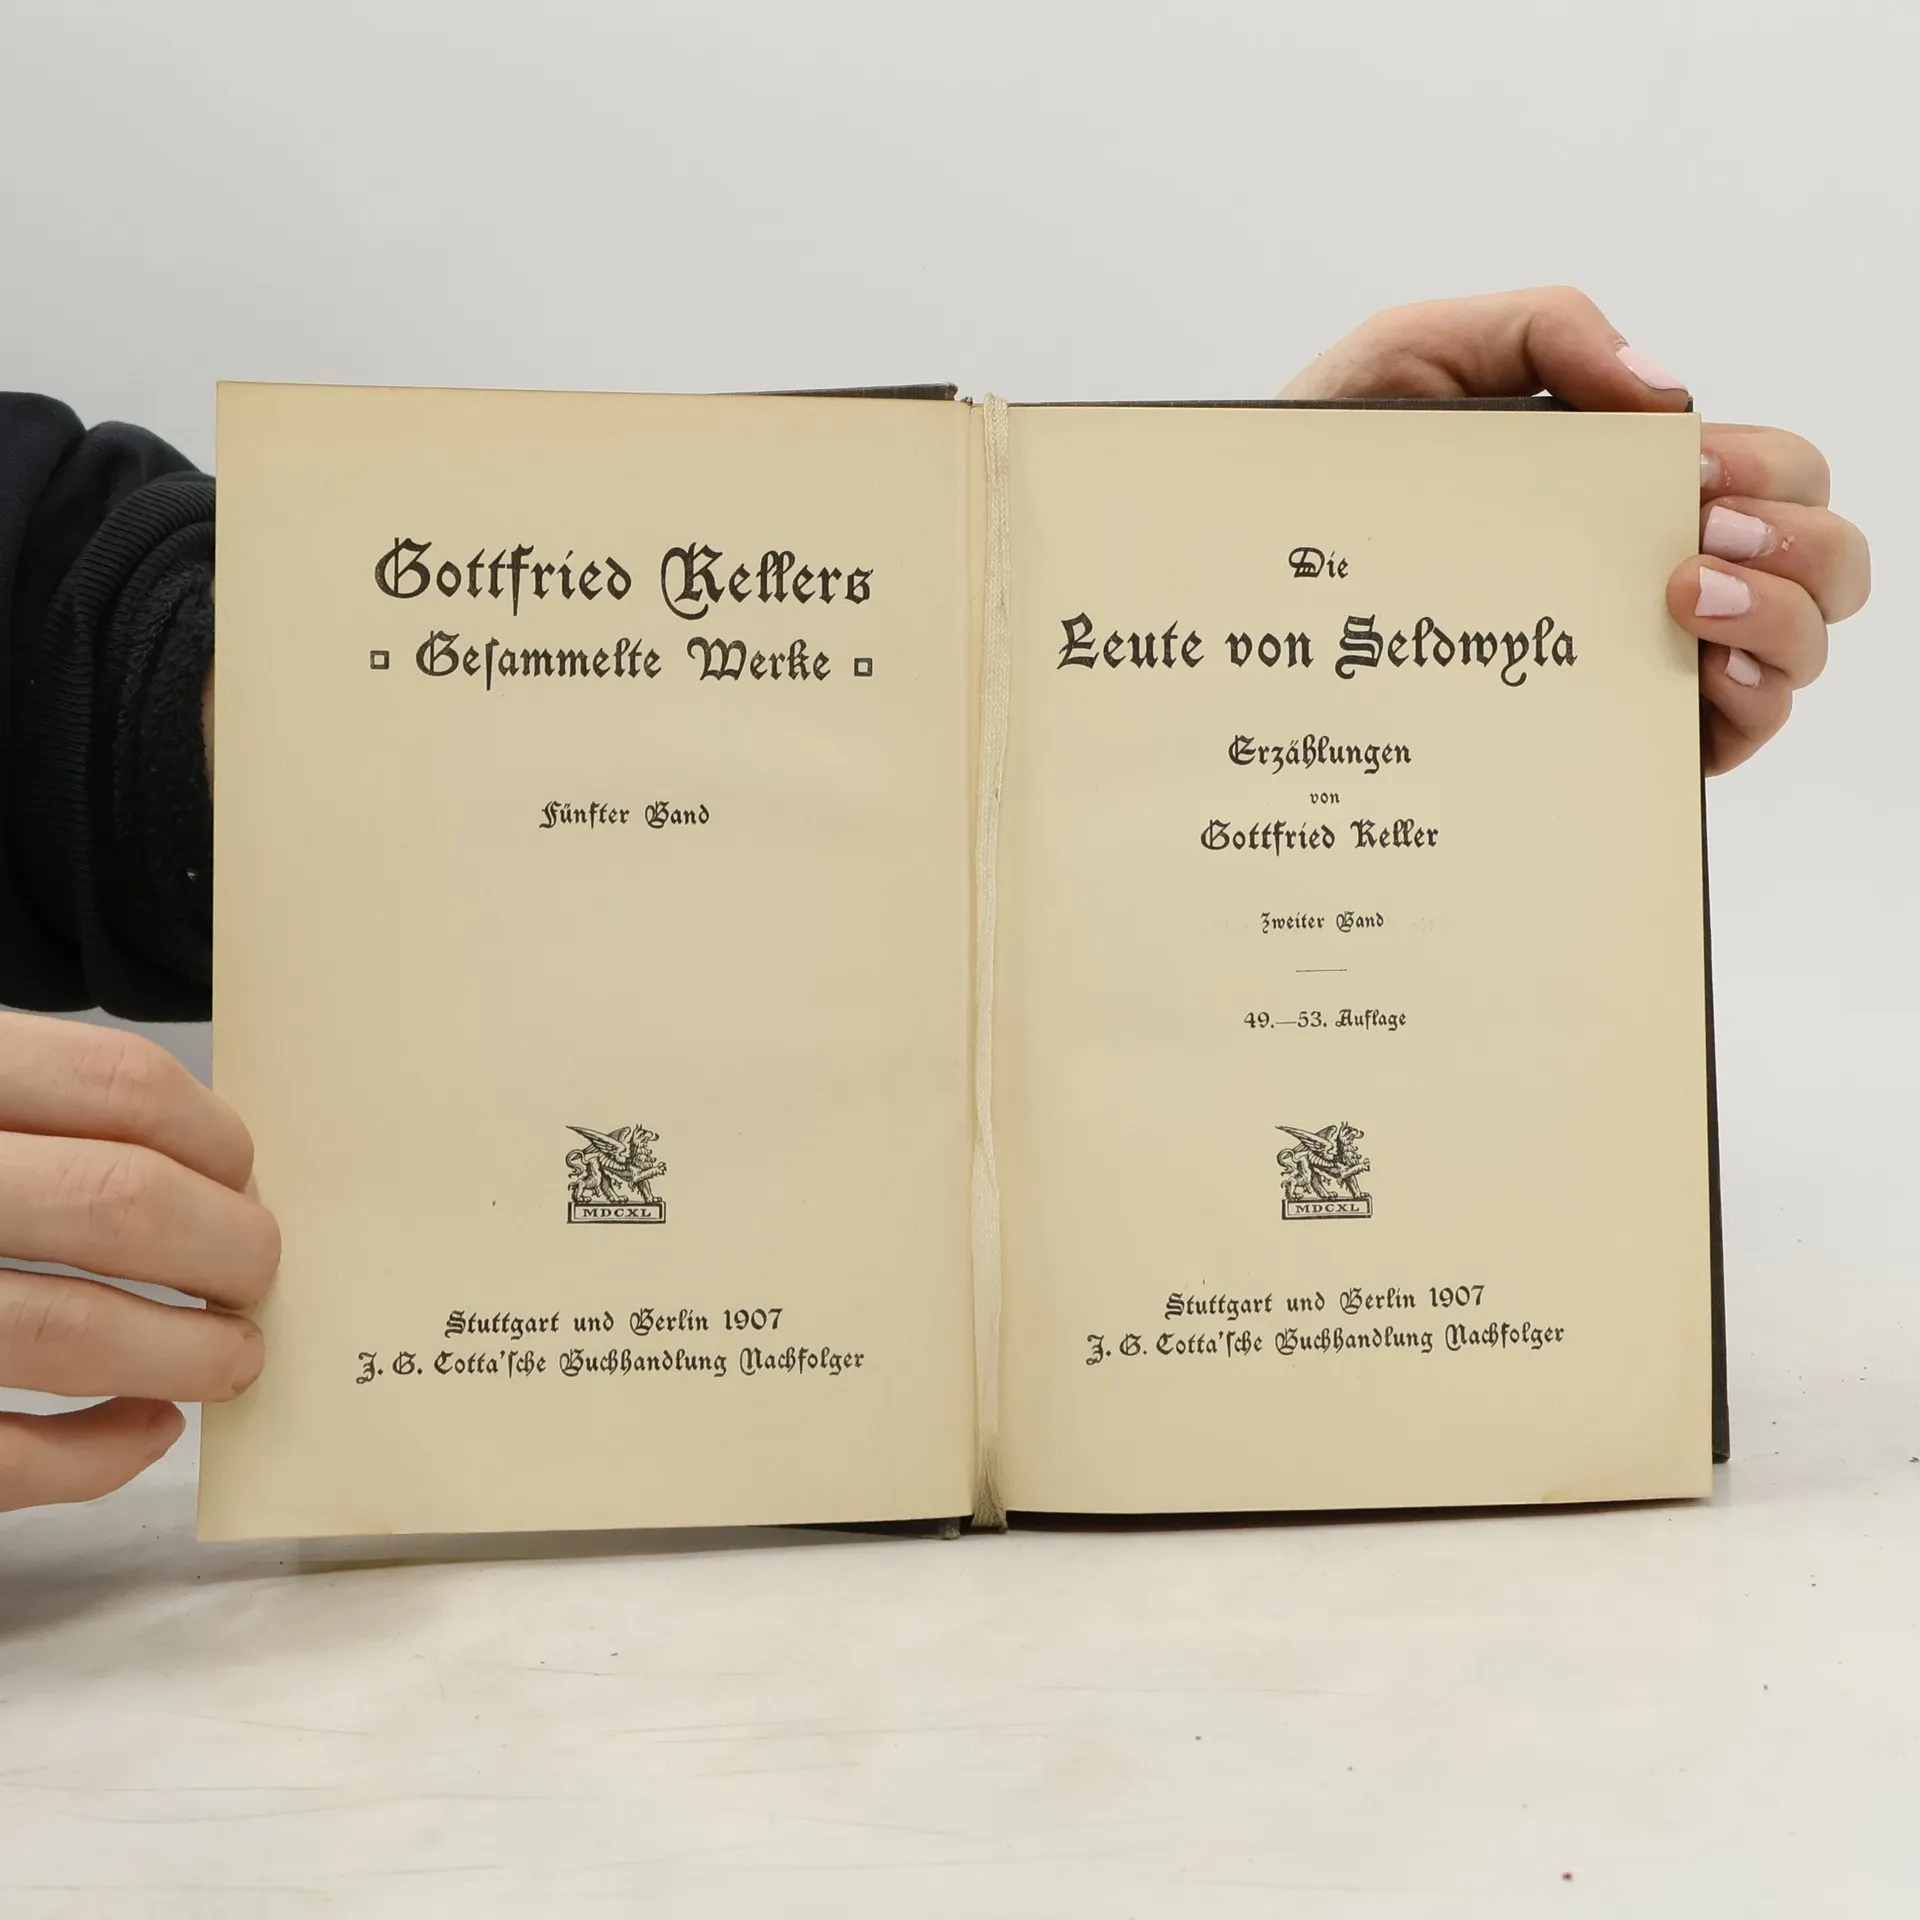 Gottfried Kellers
Gesammelte Werke
Fünfter Band
MDCXL
Stuttgart und Berlin 1907
J. G. Cotta'sche Buchhandlung Nachfolger
Die
Leute von Seldwyla
Erzählungen
von
Gottfried Keller
Zweiter Band
49.—53. Auflage
MDCXL
Stuttgart und Berlin 1907
J. G. Cotta'sche Buchhandlung Nachfolger